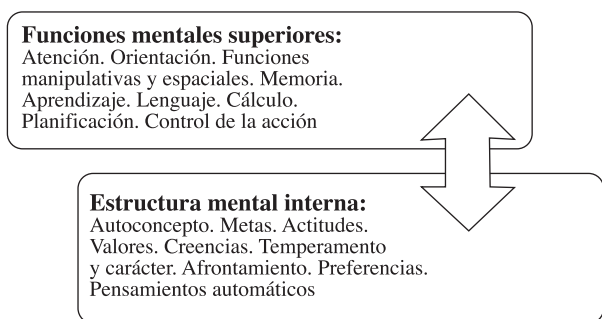 Funciones mentales superiores:
Atención. Orientación. Funciones
manipulativas y espaciales. Memoria.
Aprendizaje. Lenguaje. Cálculo.
Planificación. Control de la acción
Estructura mental interna:
Autoconcepto. Metas. Actitudes.
Valores. Creencias. Temperamento
y carácter. Afrontamiento. Preferencias.
Pensamientos automáticos